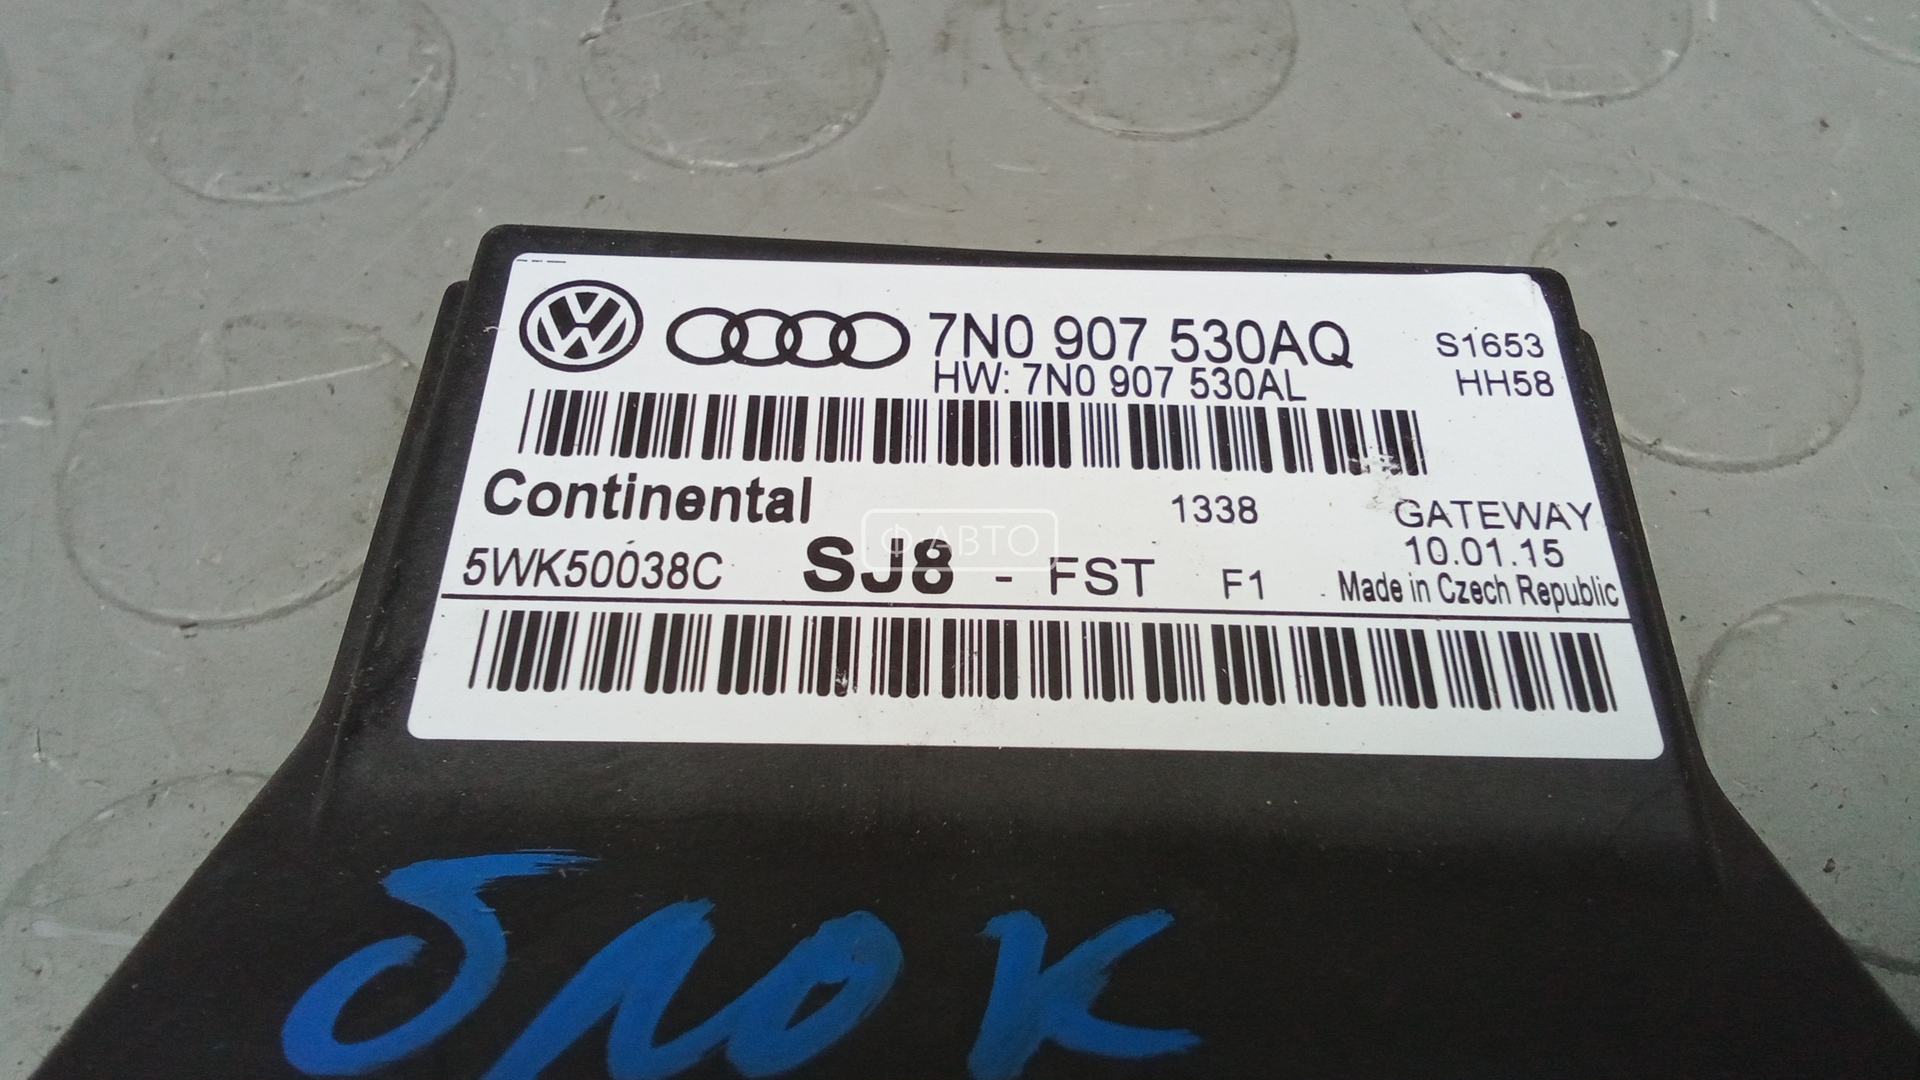 7N0 907 530AQ S1653
HW: 7N0 907 530AL HH58
Continental 1338 GATEWAY
Ф-АВТО
10.01.15
5WK50038C SJ8 - FST F1 Made in Czech Republic
блок